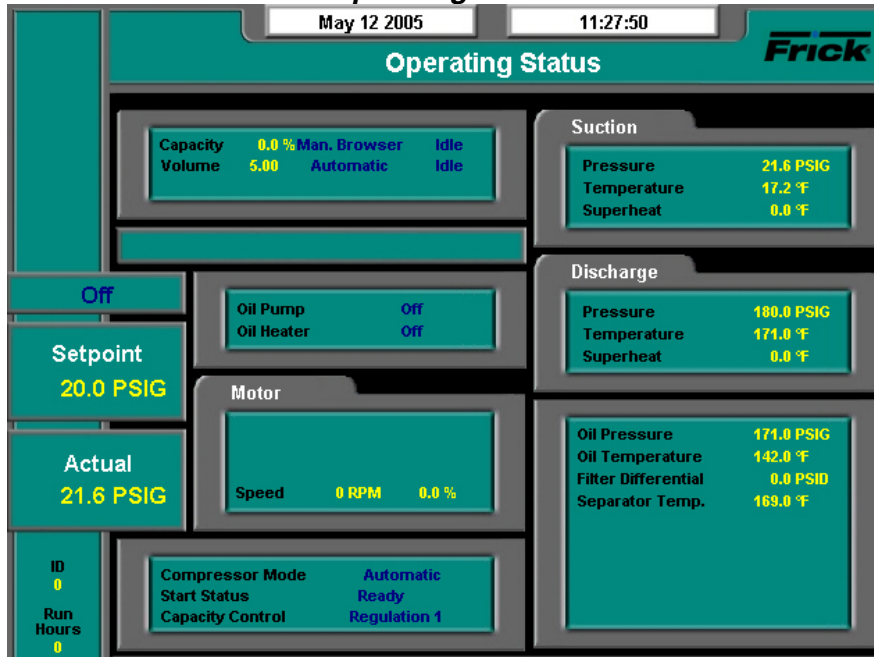 May 12 2005 11:27:50
Operating Status
Frick
Capacity 0.0 % Man. Browser Idle
Volume 5.00 Automatic Idle
Suction
Pressure 21.6 PSIG
Temperature 17.2 °F
Superheat 0.0 °F
Off
Oil Pump Off
Oil Heater Off
Discharge
Pressure 180.0 PSIG
Temperature 171.0 °F
Superheat 0.0 °F
Setpoint
20.0 PSIG
Motor
Speed 0 RPM 0.0 %
Actual
21.6 PSIG
Oil Pressure 171.0 PSIG
Oil Temperature 142.0 °F
Filter Differential 0.0 PSID
Separator Temp. 169.0 °F
ID
0
Run
Hours
0
Compressor Mode Automatic
Start Status Ready
Capacity Control Regulation 1